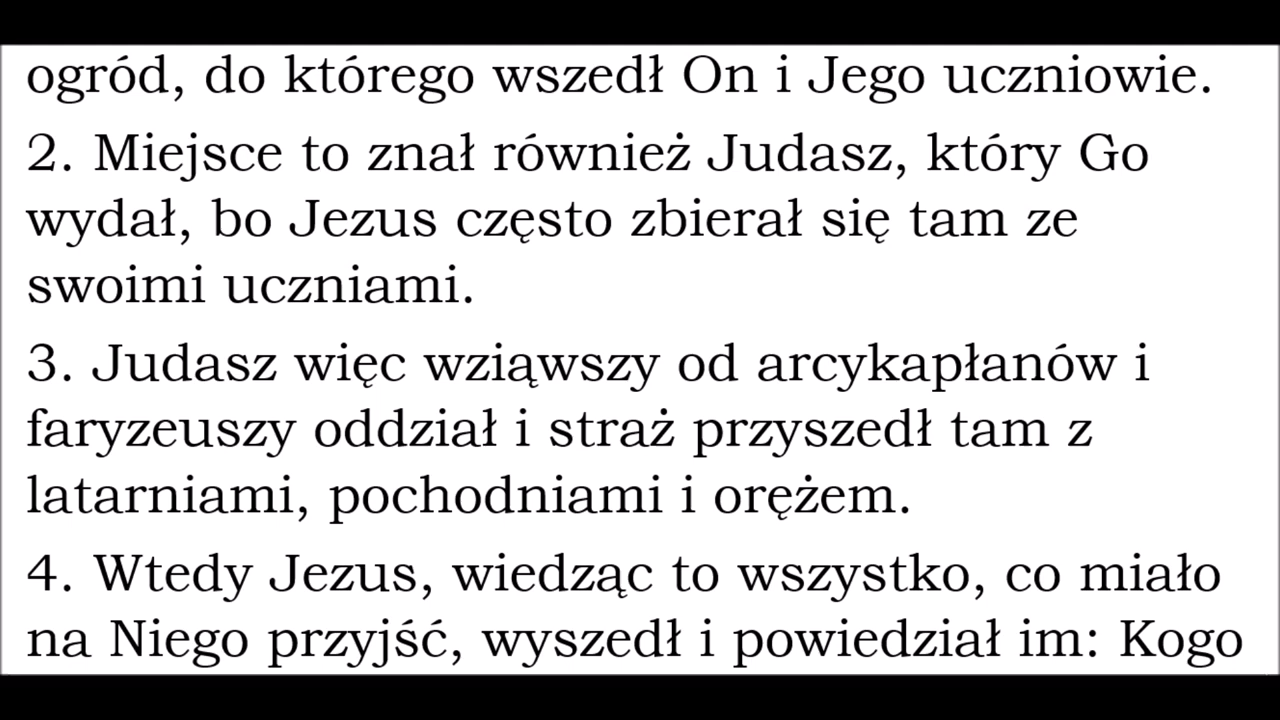 ogród, do którego wszedł On i Jego uczniowie.
2. Miejsce to znał również Judasz, który Go
wydał, bo Jezus często zbierał się tam ze
swoimi uczniami.
3. Judasz więc wziąwszy od arcykapłanów i
faryzeuszy oddział i straż przyszedł tam z
latarniami, pochodniami i orężem.
4. Wtedy Jezus, wiedząc to wszystko, co miało
na Niego przyjść, wyszedł i powiedział im: Kogo